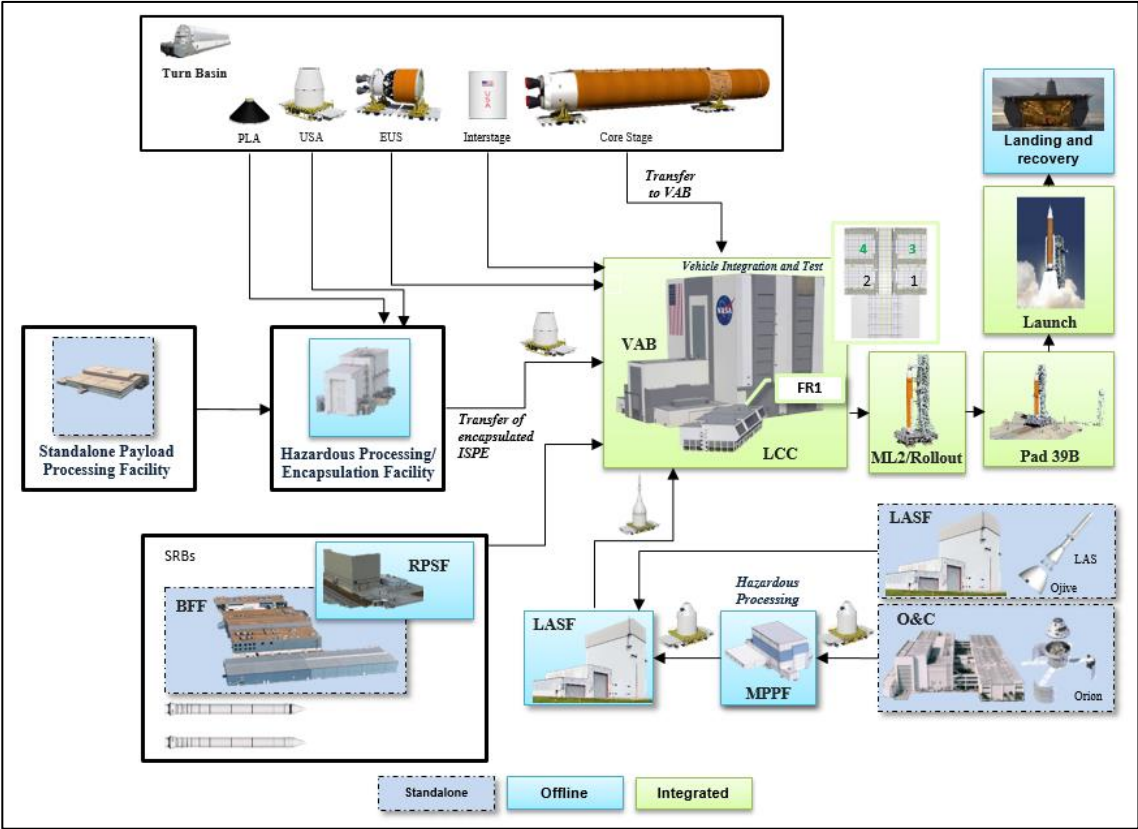 Turn Basin
PLA
USA
EUS
Interstage
Core Stage
Transfer
to VAB
Landing and
recovery
Launch
Vehicle Integration and Test
4
3
2
1
NASA
VAB
FR1
LCC
USA
ML2/Rollout
Pad 39B
Standalone Payload
Processing Facility
Hazardous Processing/
Encapsulation Facility
Transfer of
encapsulated
ISPE
SRBs
RPSF
BFF
LASF
Hazardous
Processing
MPPF
LASF
LAS
Ojive
O&C
Orion
Standalone
Offline
Integrated